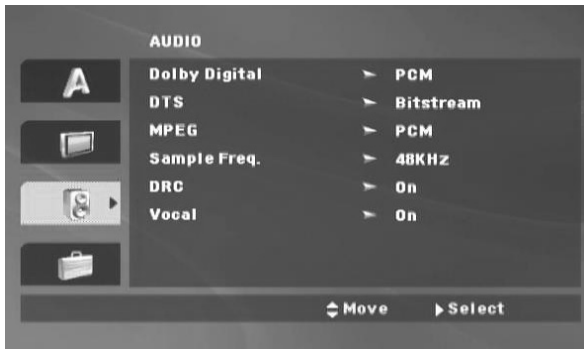 A
AUDIO
Dolby Digital ➤ PCM
DTS ➤ Bitstream
MPEG ➤ PCM
Sample Freq. ➤ 48KHz
DRC ➤ On
Vocal ➤ On
Move Select